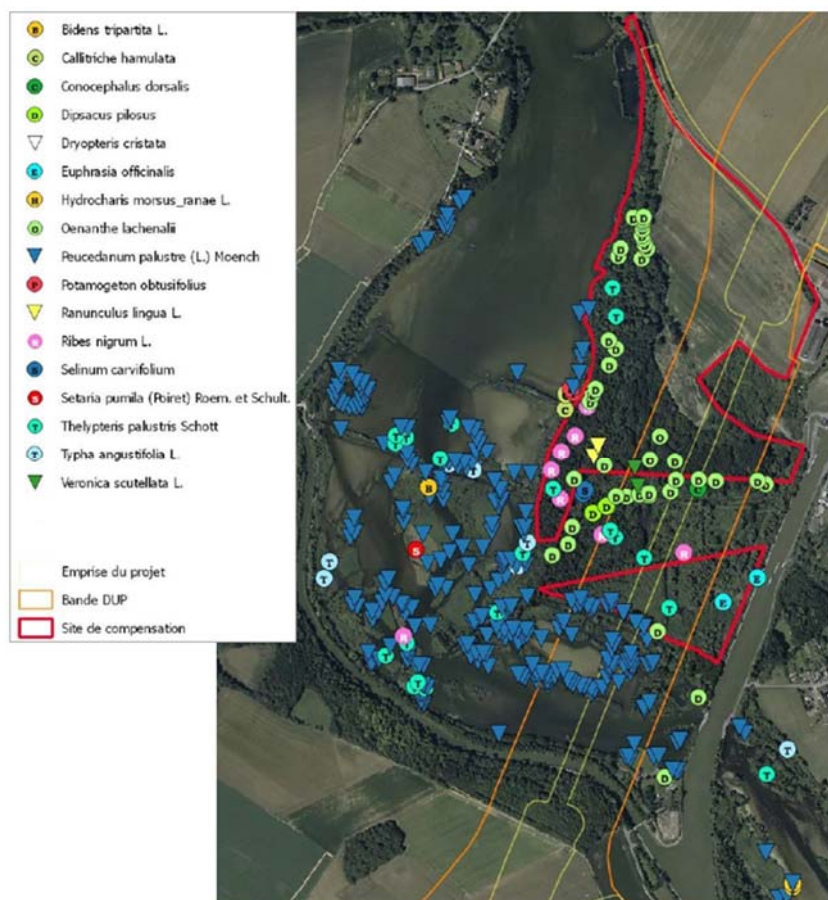 B Bidens tripartita L.
C Callitriche hamulata
C Conocephalus dorsalis
D Dipsacus pilosus
Dryopteris cristata
E Euphrasia officinalis
H Hydrocharis morsus_ranae L.
O Oenanthe lachenalii
Peucedanum palustre (L.) Moench
P Potamogeton obtusifolius
Ranunculus lingua L.
R Ribes nigrum L.
S Selinum carvifolium
S Setaria pumila (Poiret) Roem. et Schult.
T Thelypteris palustris Schott
T Typha angustifolia L.
Veronica scutellata L.
Emprise du projet
Bande DUP
Site de compensation